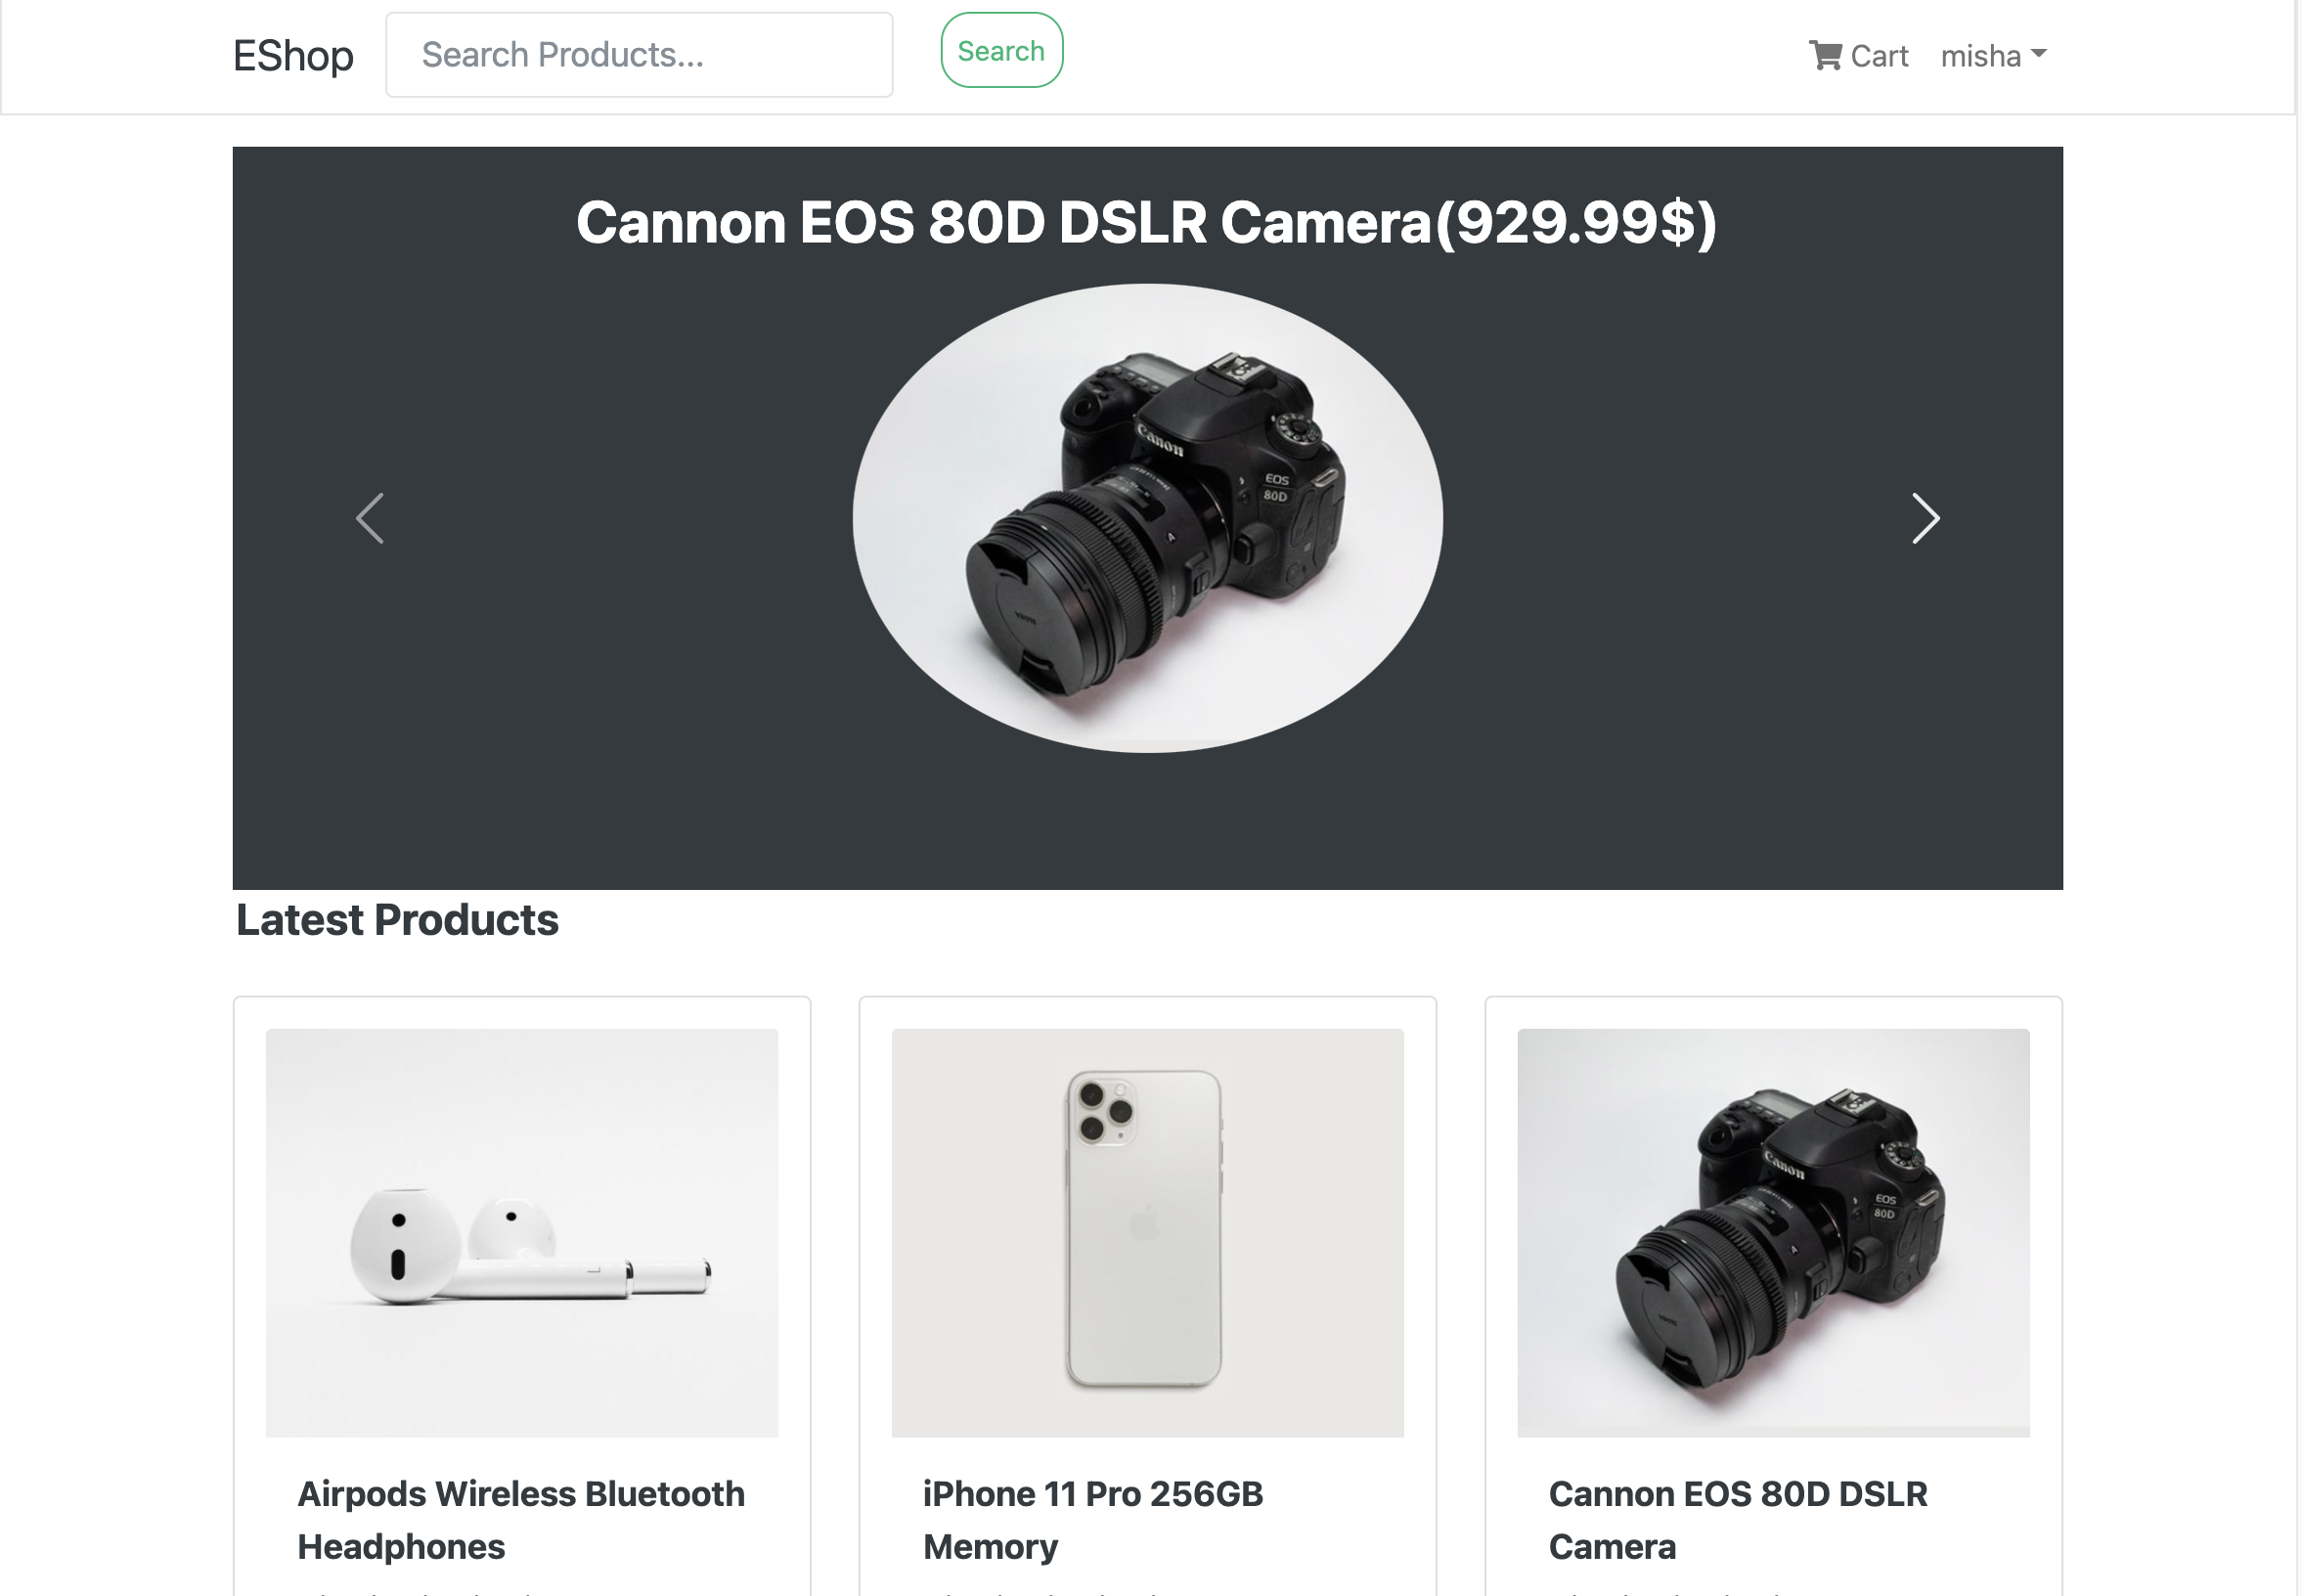 EShop
Search Products...
Search
Cart
misha
Cannon EOS 80D DSLR Camera(929.99$)
Canon
EOS
80D
Latest Products
Canon
EOS
80D
Airpods Wireless Bluetooth
Headphones
iPhone 11 Pro 256GB
Memory
Cannon EOS 80D DSLR
Camera